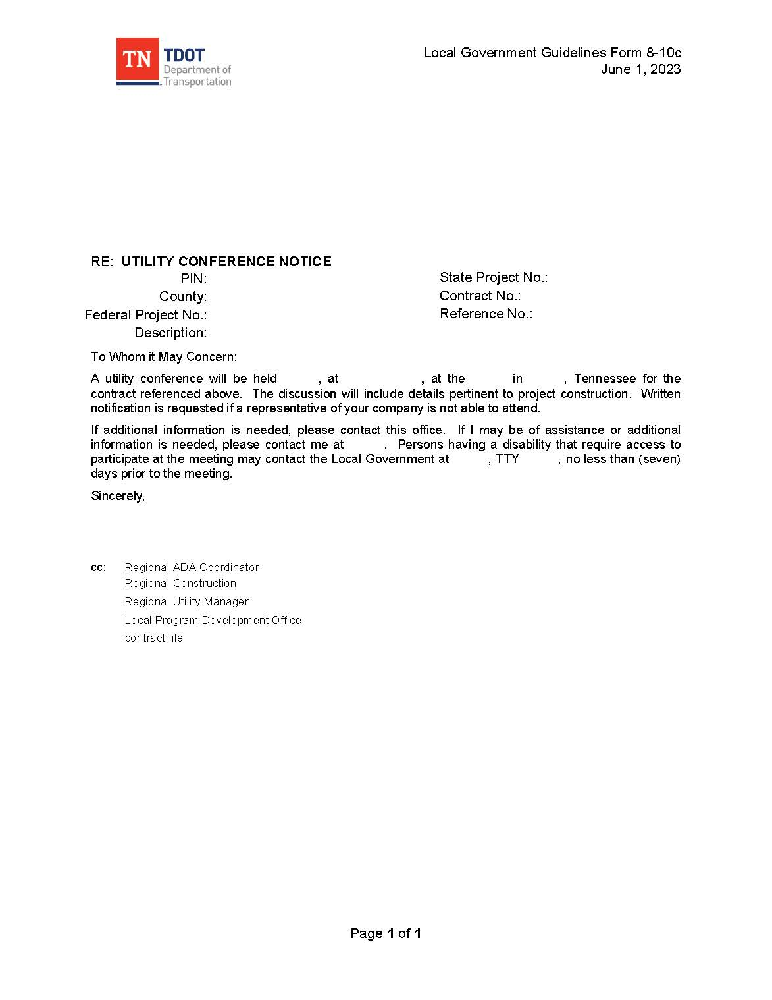 TN TDOT
Department of
Transportation
Local Government Guidelines Form 8-10c
June 1, 2023
RE: UTILITY CONFERENCE NOTICE
PIN:
County:
Federal Project No.:
Description:
State Project No.:
Contract No.:
Reference No.:
To Whom it May Concern:
A utility conference will be held , at , at the in , Tennessee for the
contract referenced above. The discussion will include details pertinent to project construction. Written
notification is requested if a representative of your company is not able to attend.
If additional information is needed, please contact this office. If I may be of assistance or additional
information is needed, please contact me at . Persons having a disability that require access to
participate at the meeting may contact the Local Government at , TTY , no less than (seven)
days prior to the meeting.
Sincerely,
cc: Regional ADA Coordinator
Regional Construction
Regional Utility Manager
Local Program Development Office
contract file
Page 1 of 1